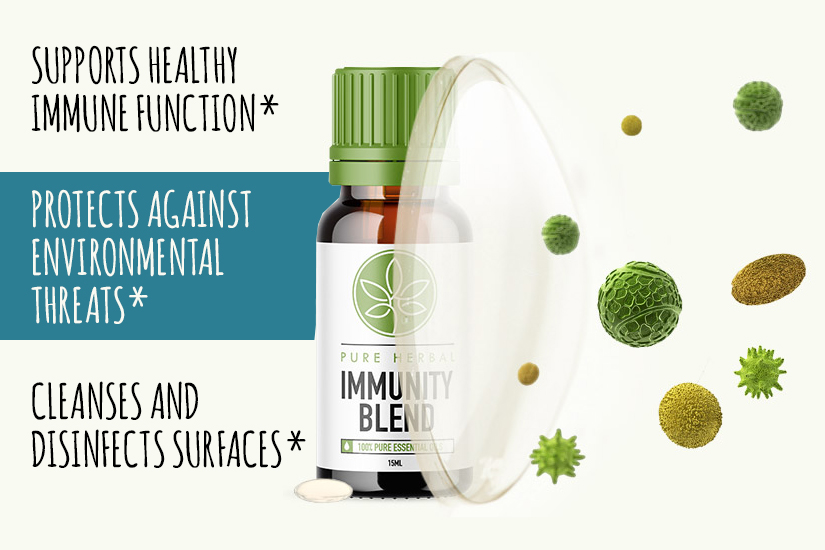 SUPPORTS HEALTHY
IMMUNE FUNCTION*
PROTECTS AGAINST
ENVIRONMENTAL
THREATS*
CLEANSES AND
DISINFECTS SURFACES*
PURE HERBAL
IMMUNITY
BLEND
100% PURE ESSENTIAL
15ML